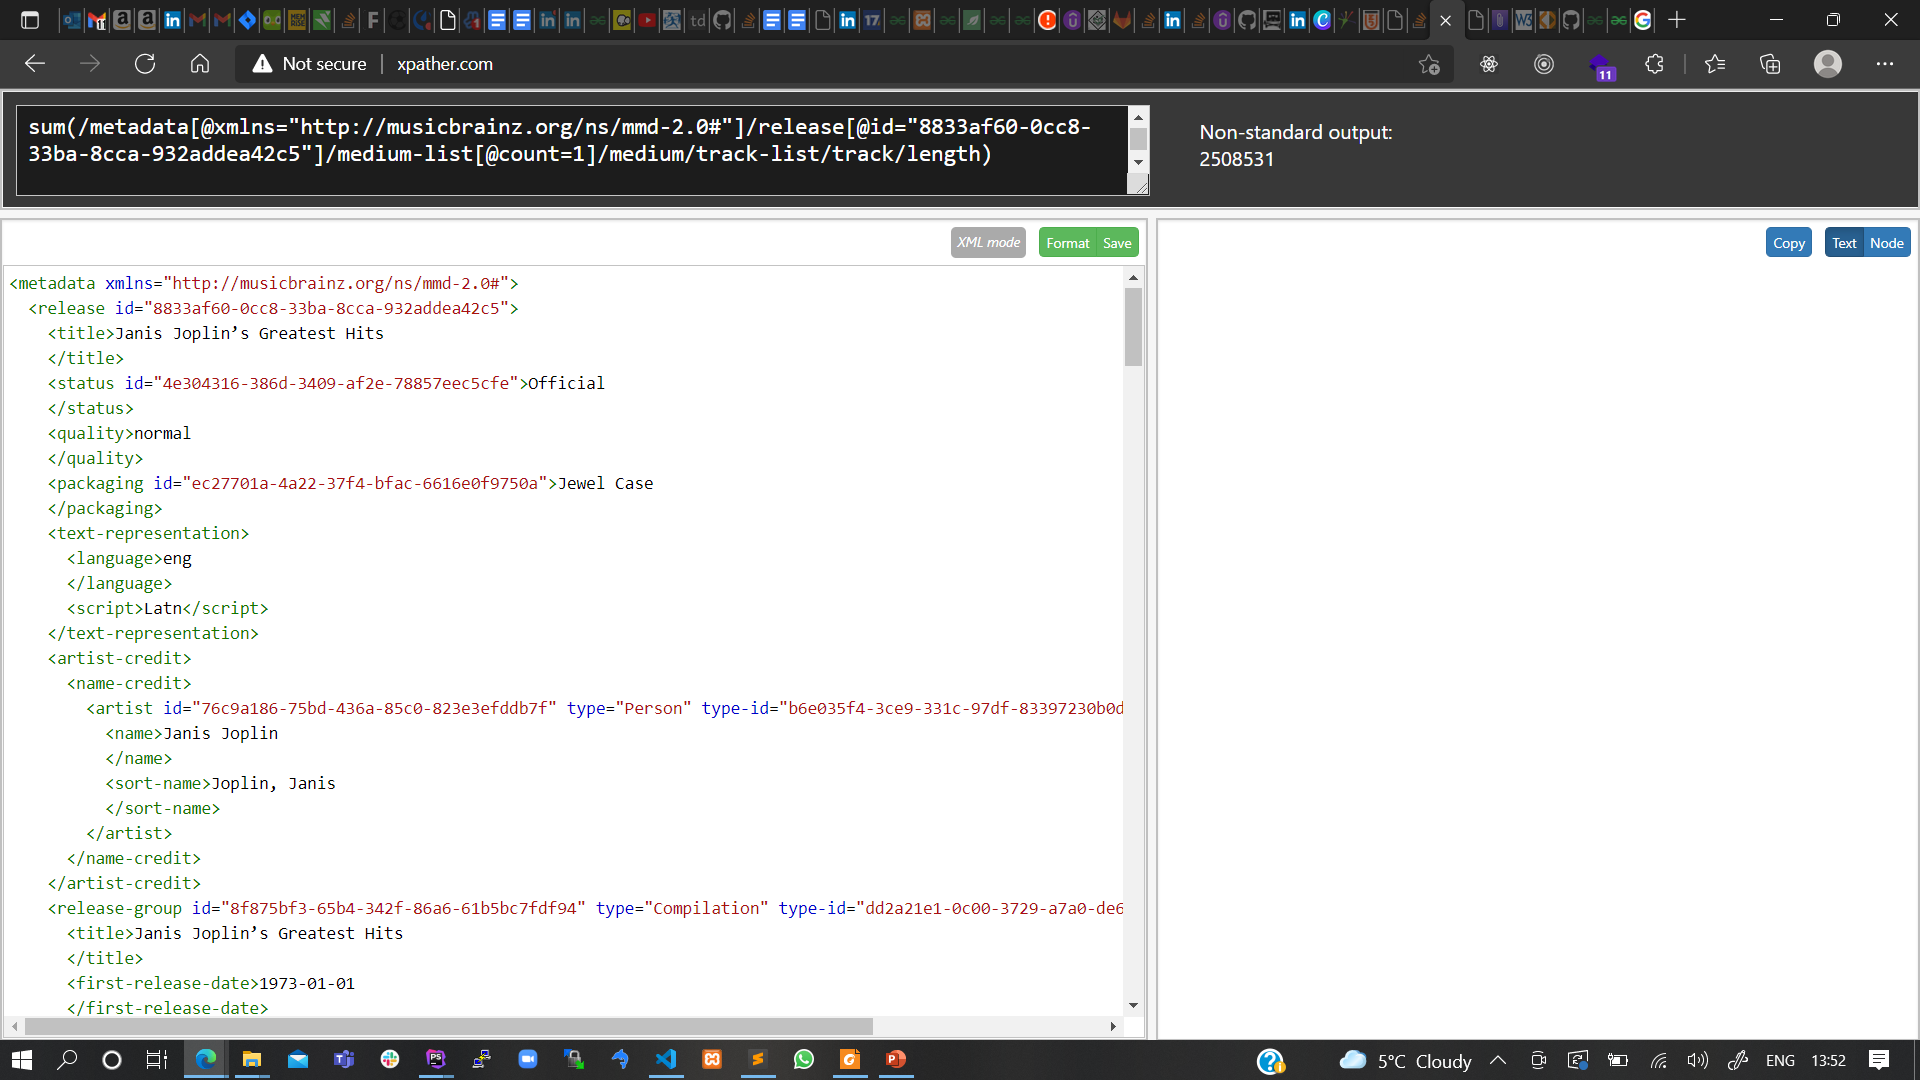 Not secure
xpather.com
11
sum(/metadata[@xmlns="http://musicbrainz.org/ns/mmd-2.0#"]/release[@id="8833af60-0cc8-
33ba-8cca-932addea42c5"]/medium-list[@count=1]/medium/track-list/track/length)
Non-standard output:
2508531
XML mode
Format
Save
Copy
Text
Node
<metadata xmlns="http://musicbrainz.org/ns/mmd-2.0#">
<release id="8833af60-0cc8-33ba-8cca-932addea42c5">
<title>Janis Joplin’s Greatest Hits
</title>
<status id="4e304316-386d-3409-af2e-78857eec5cfe">Official
</status>
<quality>normal
</quality>
<packaging id="ec27701a-4a22-37f4-bfac-6616e0f9750a">Jewel Case
</packaging>
<text-representation>
<language>eng
</language>
<script>Latn</script>
</text-representation>
<artist-credit>
<name-credit>
<artist id="76c9a186-75bd-436a-85c0-823e3efddb7f" type="Person" type-id="b6e035f4-3ce9-331c-97df-83397230b0d
<name>Janis Joplin
</name>
<sort-name>Joplin, Janis
</sort-name>
</artist>
</name-credit>
</artist-credit>
<release-group id="8f875bf3-65b4-342f-86a6-61b5bc7fdf94" type="Compilation" type-id="dd2a21e1-0c00-3729-a7a0-de6
<title>Janis Joplin’s Greatest Hits
</title>
<first-release-date>1973-01-01
</first-release-date>
5°C Cloudy
ENG
13:52